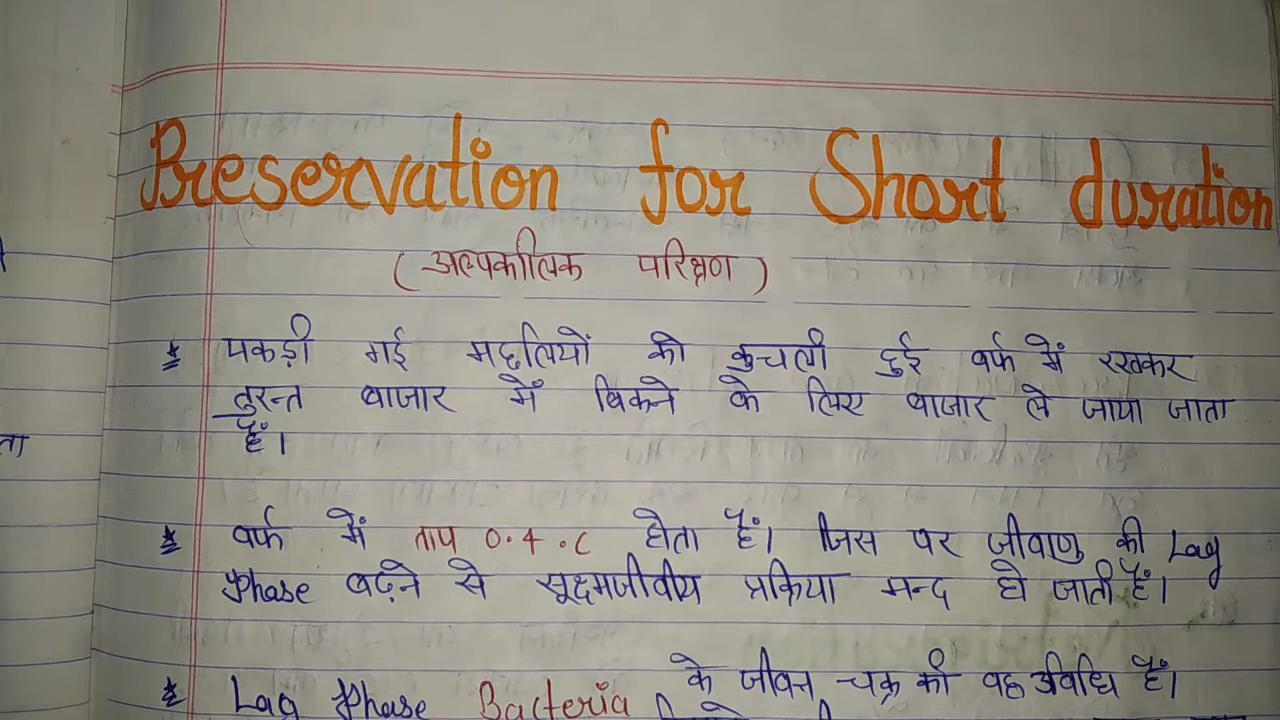 Preservation for Short duration
(अल्पकालिक परिक्षण)
* पकड़ी गई मछलियों को कुचली हुई बर्फ में रखकर
तुरन्त बाजार में बिकने के लिए बाजार ले जाया जाता
है।
* बर्फ में ताप 0.4.C होता है। जिस पर जीवाणु की Lag
Phase बढ़ने से सूक्ष्मजीवीय प्रक्रिया मन्द हो जाती है।
* Lag Phase Bacteria के जीवन चक्र की वह अवधि है।
ता